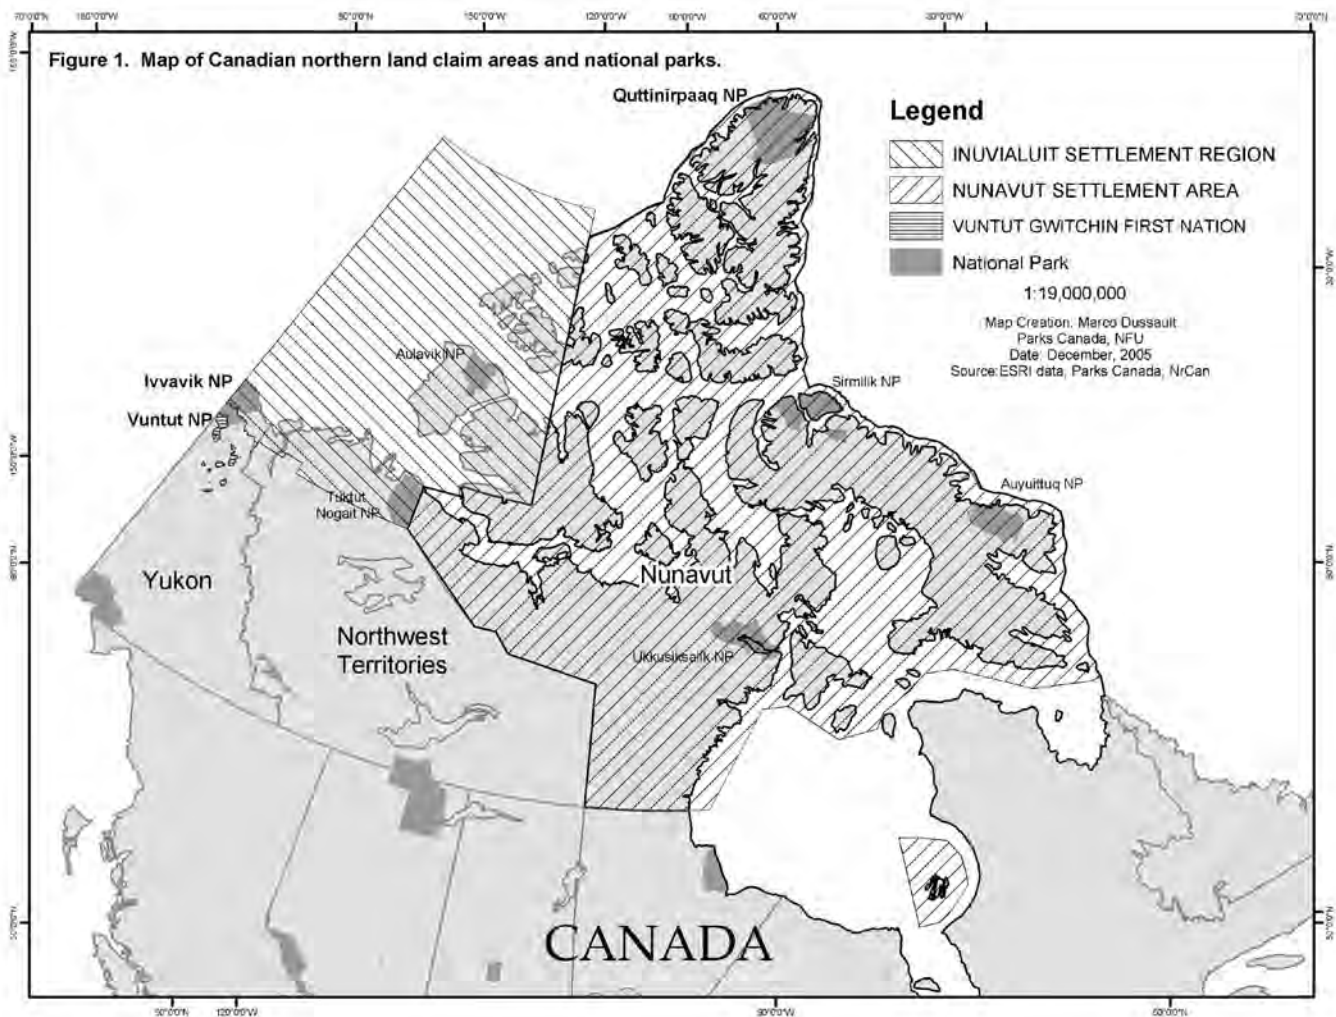 Figure 1. Map of Canadian northern land claim areas and national parks.
Quttinirpaaq NP
Legend
INUVIALUIT SETTLEMENT REGION
NUNAVUT SETTLEMENT AREA
VUNTUT GWITCHIN FIRST NATION
National Park
1:19,000,000
Map Creation: Marco Dussault
Parks Canada, NFU
Date: December, 2005
Source:ESRI data, Parks Canada, NrCan
Aulavik NP
Ivvavik NP
Vuntut NP
Sirmilik NP
Tuktut
Nogait NP
Auyuittuq NP
Yukon
Nunavut
Northwest
Territories
Ukkusiksalik NP
CANADA